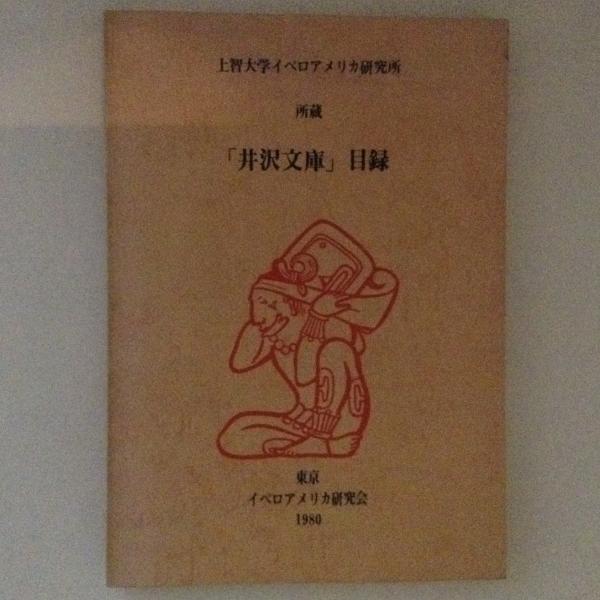 上智大学イベロアメリカ研究所
所蔵
「井沢文庫」目録
東京
イベロアメリカ研究会
1980